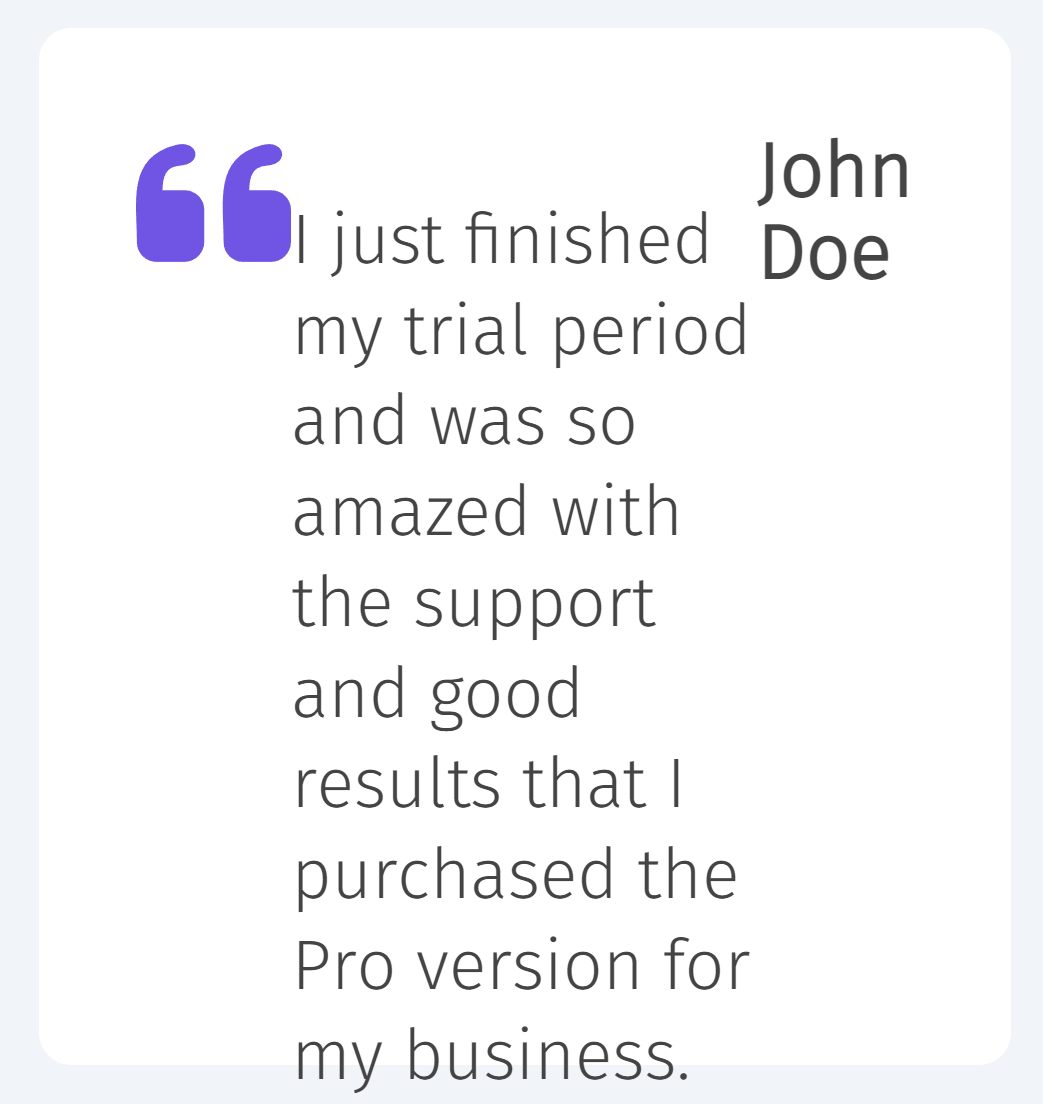 “
I just finished
my trial period
and was so
amazed with
the support
and good
results that I
purchased the
Pro version for
my business.
John
Doe